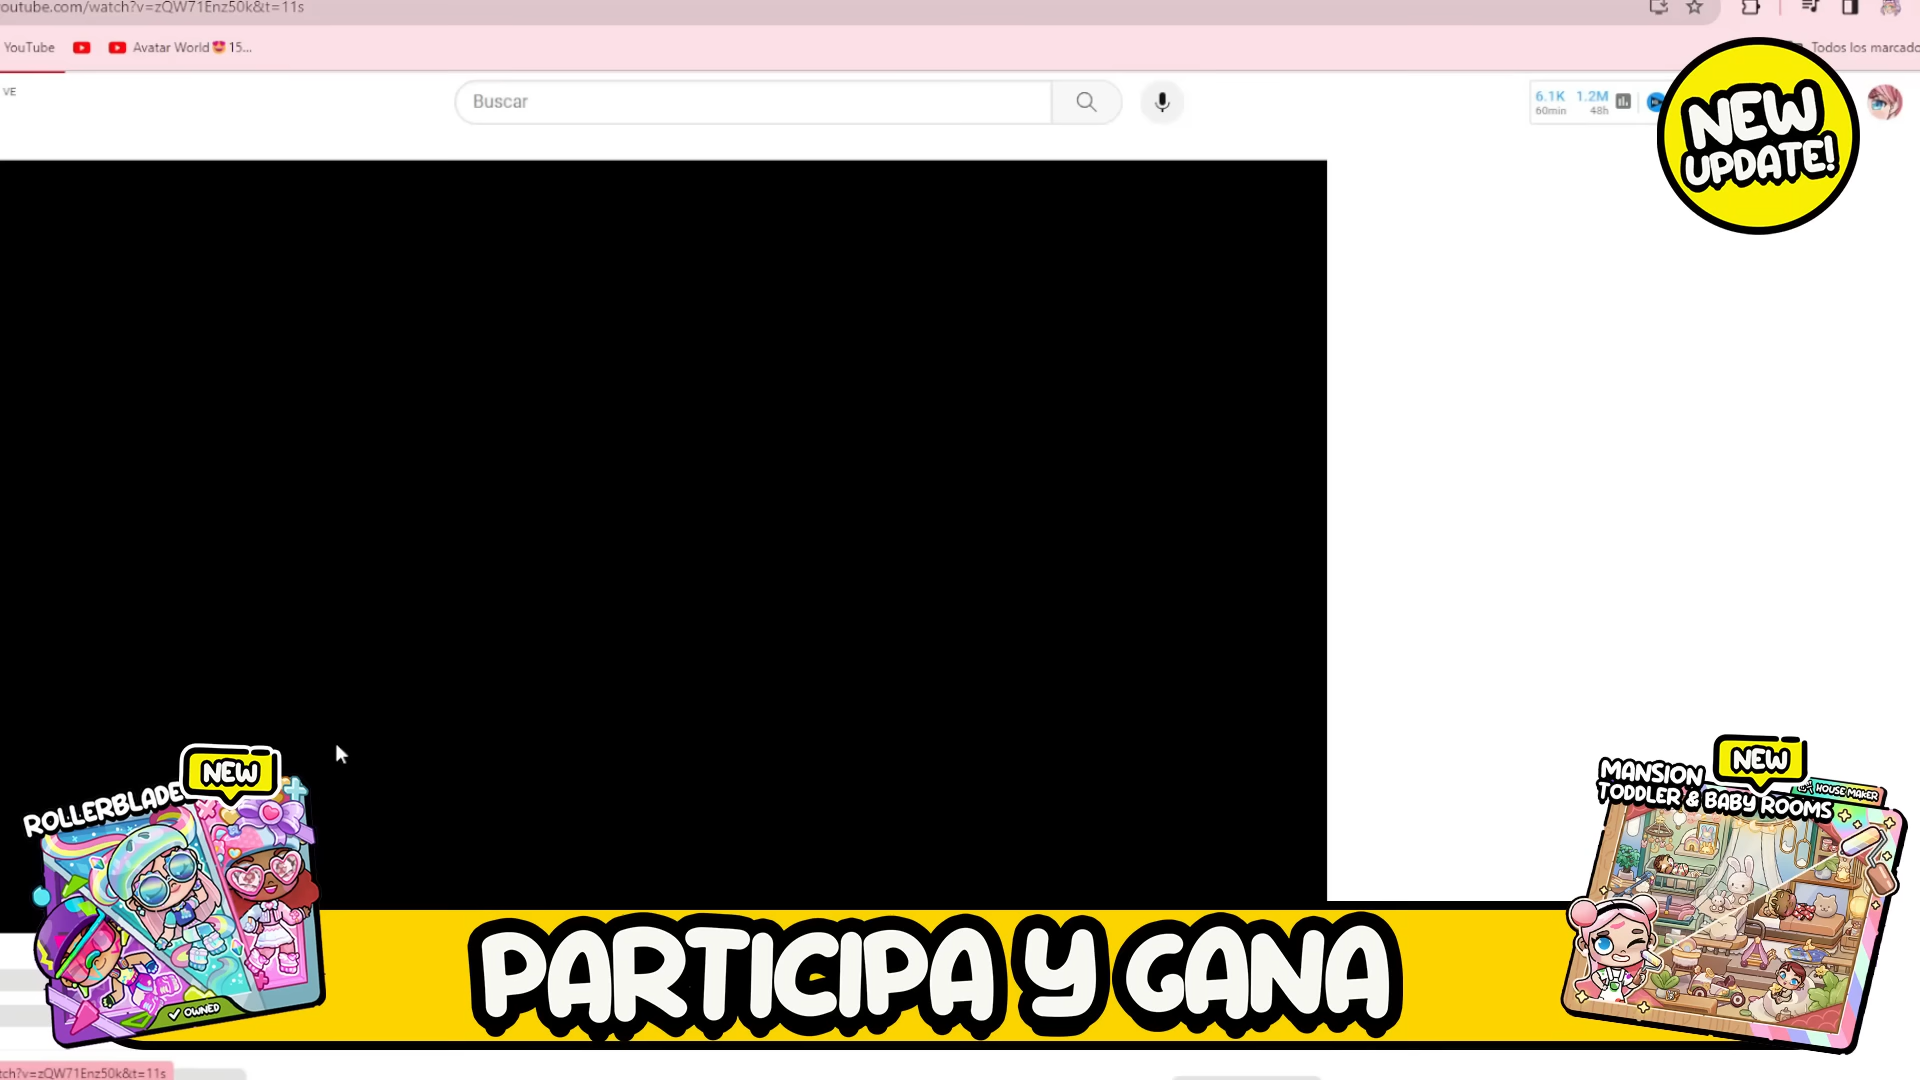 outube.com/watch?v=zQW71Enz50k&t=11s
YouTube
Avatar World😍 15...
Todos los marcado
VE
Buscar
6.1K 1.2M
60min 48h
NEW
UPDATE!
NEW
ROLLERBLADE
OWNED
NEW
MANSION
TODDLER & BABY ROOMS
HOUSE MAKER
PARTICIPA Y GANA
tch?v=zQW71Enz50k&t=11s